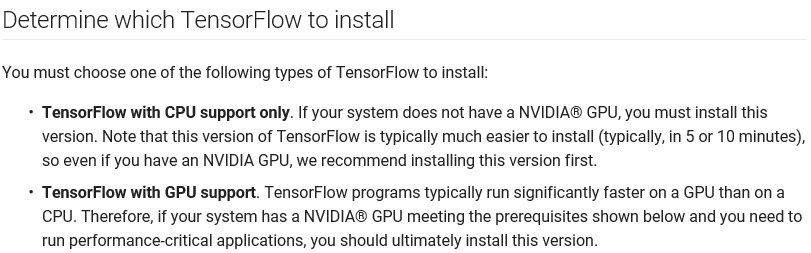 Determine which TensorFlow to install
You must choose one of the following types of TensorFlow to install:
• TensorFlow with CPU support only. If your system does not have a NVIDIA® GPU, you must install this
version. Note that this version of TensorFlow is typically much easier to install (typically, in 5 or 10 minutes),
so even if you have an NVIDIA GPU, we recommend installing this version first.
• TensorFlow with GPU support. TensorFlow programs typically run significantly faster on a GPU than on a
CPU. Therefore, if your system has a NVIDIA® GPU meeting the prerequisites shown below and you need to
run performance-critical applications, you should ultimately install this version.